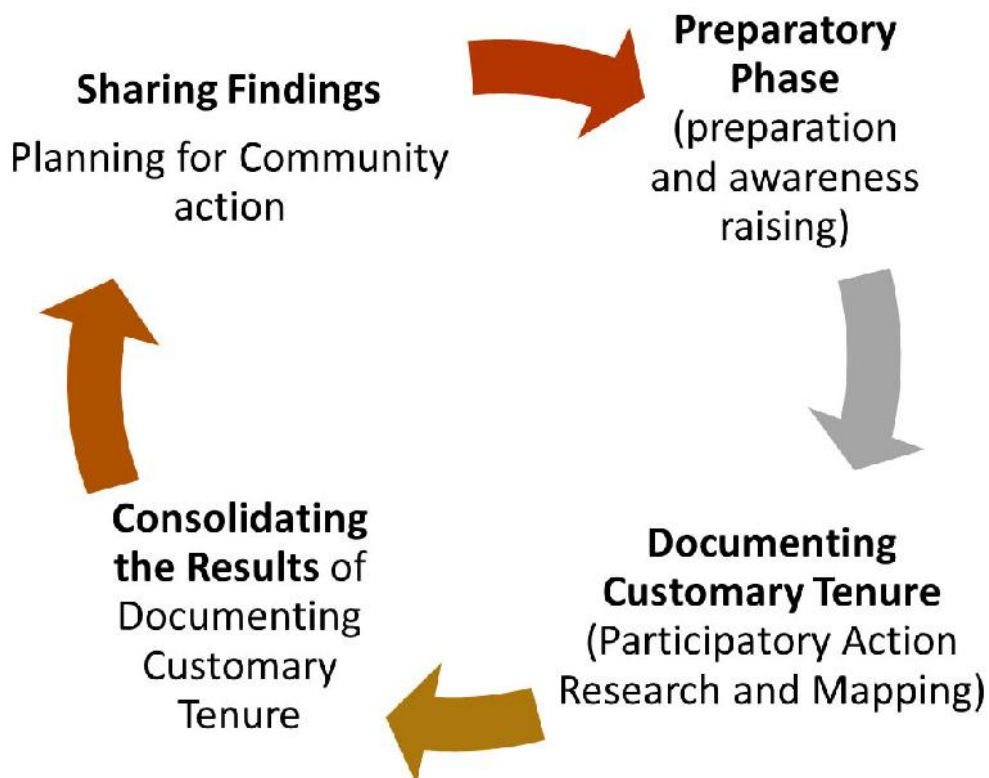 Sharing Findings
Planning for Community
action
Preparatory
Phase
(preparation
and awareness
raising)
Documenting
Customary Tenure
(Participatory Action
Research and Mapping)
Consolidating
the Results of
Documenting
Customary
Tenure